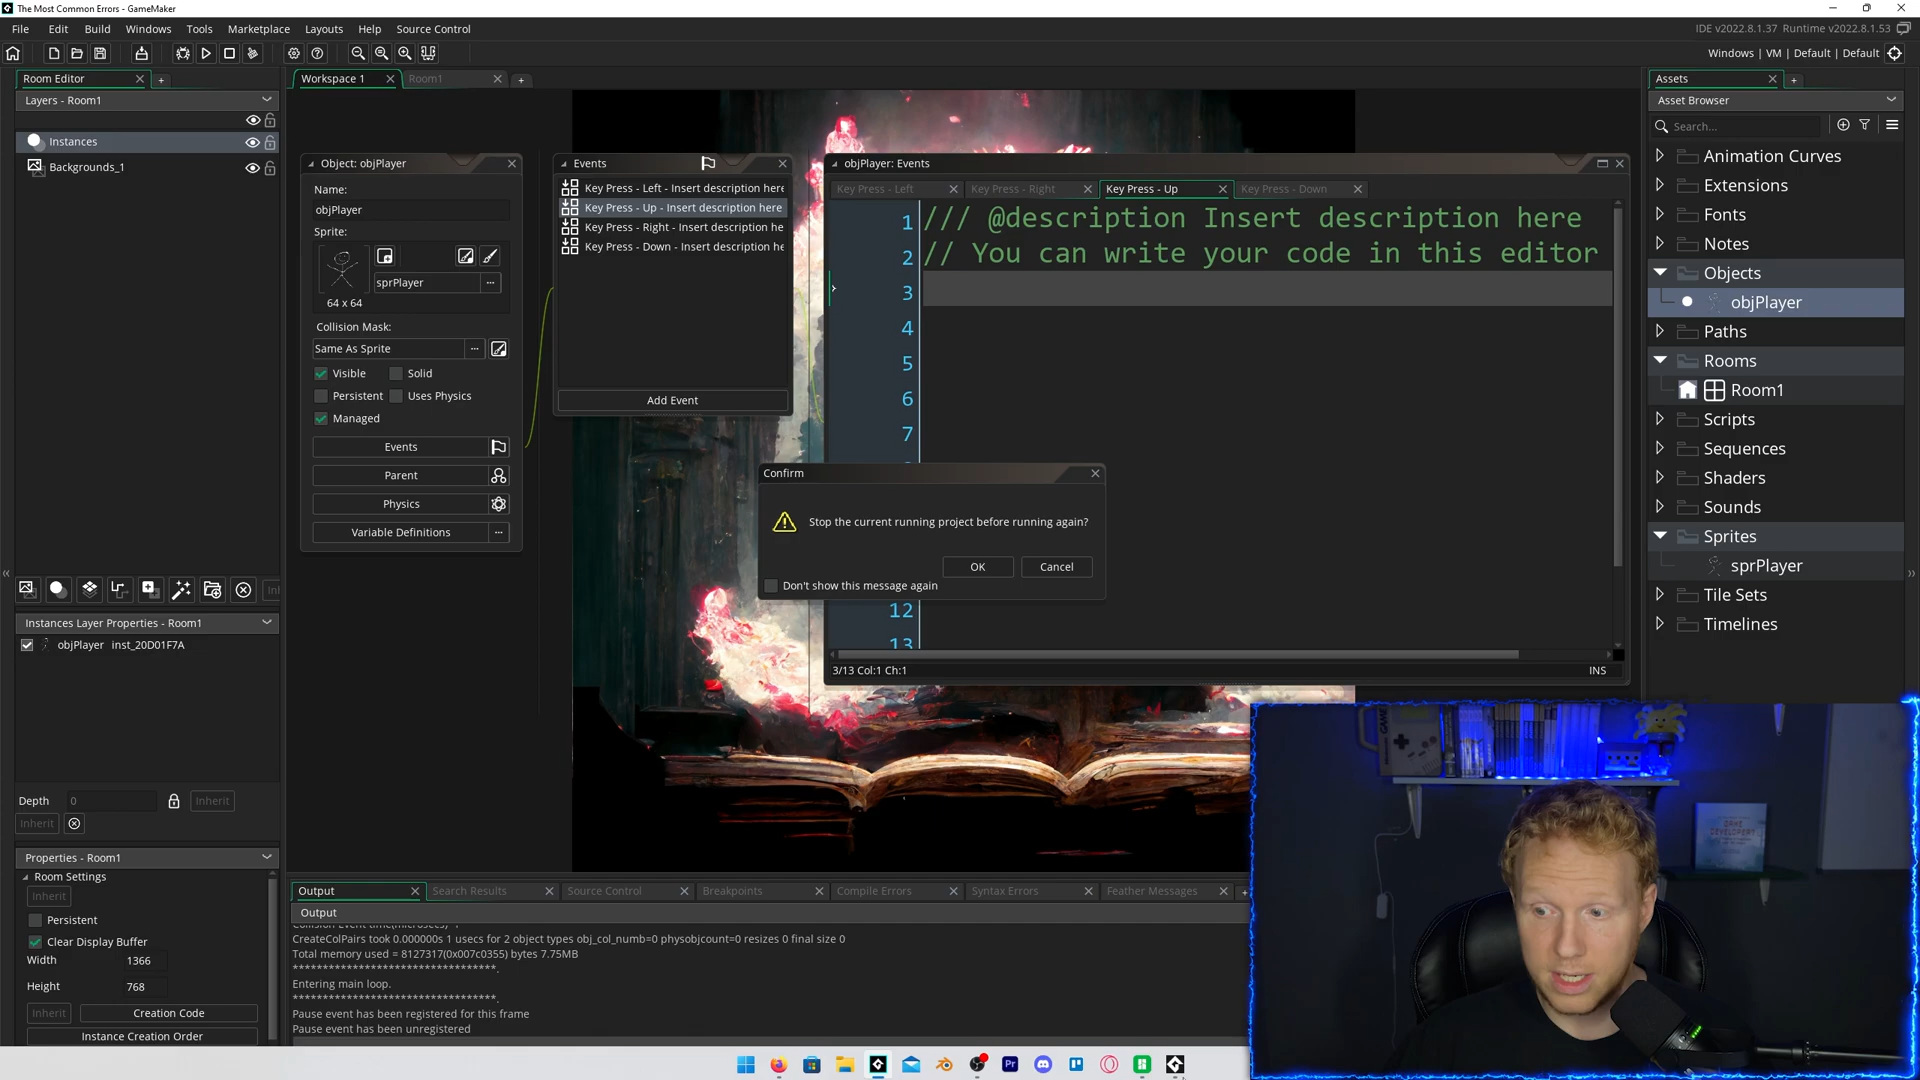 The Most Common Errors - GameMaker
File Edit Build Windows Tools Marketplace Layouts Help Source Control
IDE v2022.8.1.37 Runtime v2022.8.1.53
Windows | VM | Default | Default
Room Editor
Layers - Room1
Instances
Backgrounds_1
Workspace 1
Room1
Object: objPlayer
Name:
objPlayer
Sprite:
sprPlayer
64 x 64
Collision Mask:
Same As Sprite
Visible Solid
Persistent Uses Physics
Managed
Events
Parent
Physics
Variable Definitions
Events
Key Press - Left - Insert description here
Key Press - Up - Insert description here
Key Press - Right - Insert description he
Key Press - Down - Insert description he
Add Event
objPlayer: Events
Key Press - Left Key Press - Right Key Press - Up Key Press - Down
1 /// @description Insert description here
2 // You can write your code in this editor
3
4
5
6
7
12
13
3/13 Col:1 Ch:1
INS
Confirm
Stop the current running project before running again?
OK Cancel
Don't show this message again
Assets
Asset Browser
Search...
Animation Curves
Extensions
Fonts
Notes
Objects
objPlayer
Paths
Rooms
Room1
Scripts
Sequences
Shaders
Sounds
Sprites
sprPlayer
Tile Sets
Timelines
Instances Layer Properties - Room1
objPlayer inst_20D01F7A
Depth 0 Inherit
Inherit
Properties - Room1
Room Settings
Inherit
Persistent
Clear Display Buffer
Width 1366
Height 768
Inherit Creation Code
Instance Creation Order
Output Search Results Source Control Breakpoints Compile Errors Syntax Errors Feather Messages
Output
CreateColPairs took 0.000000s 1 usecs for 2 object types obj_col_numb=0 physobjcount=0 resizes 0 final size 0
Total memory used = 8127317(0x007c0355) bytes 7.75MB
**********************************.
Entering main loop.
**********************************.
Pause event has been registered for this frame
Pause event has been unregistered